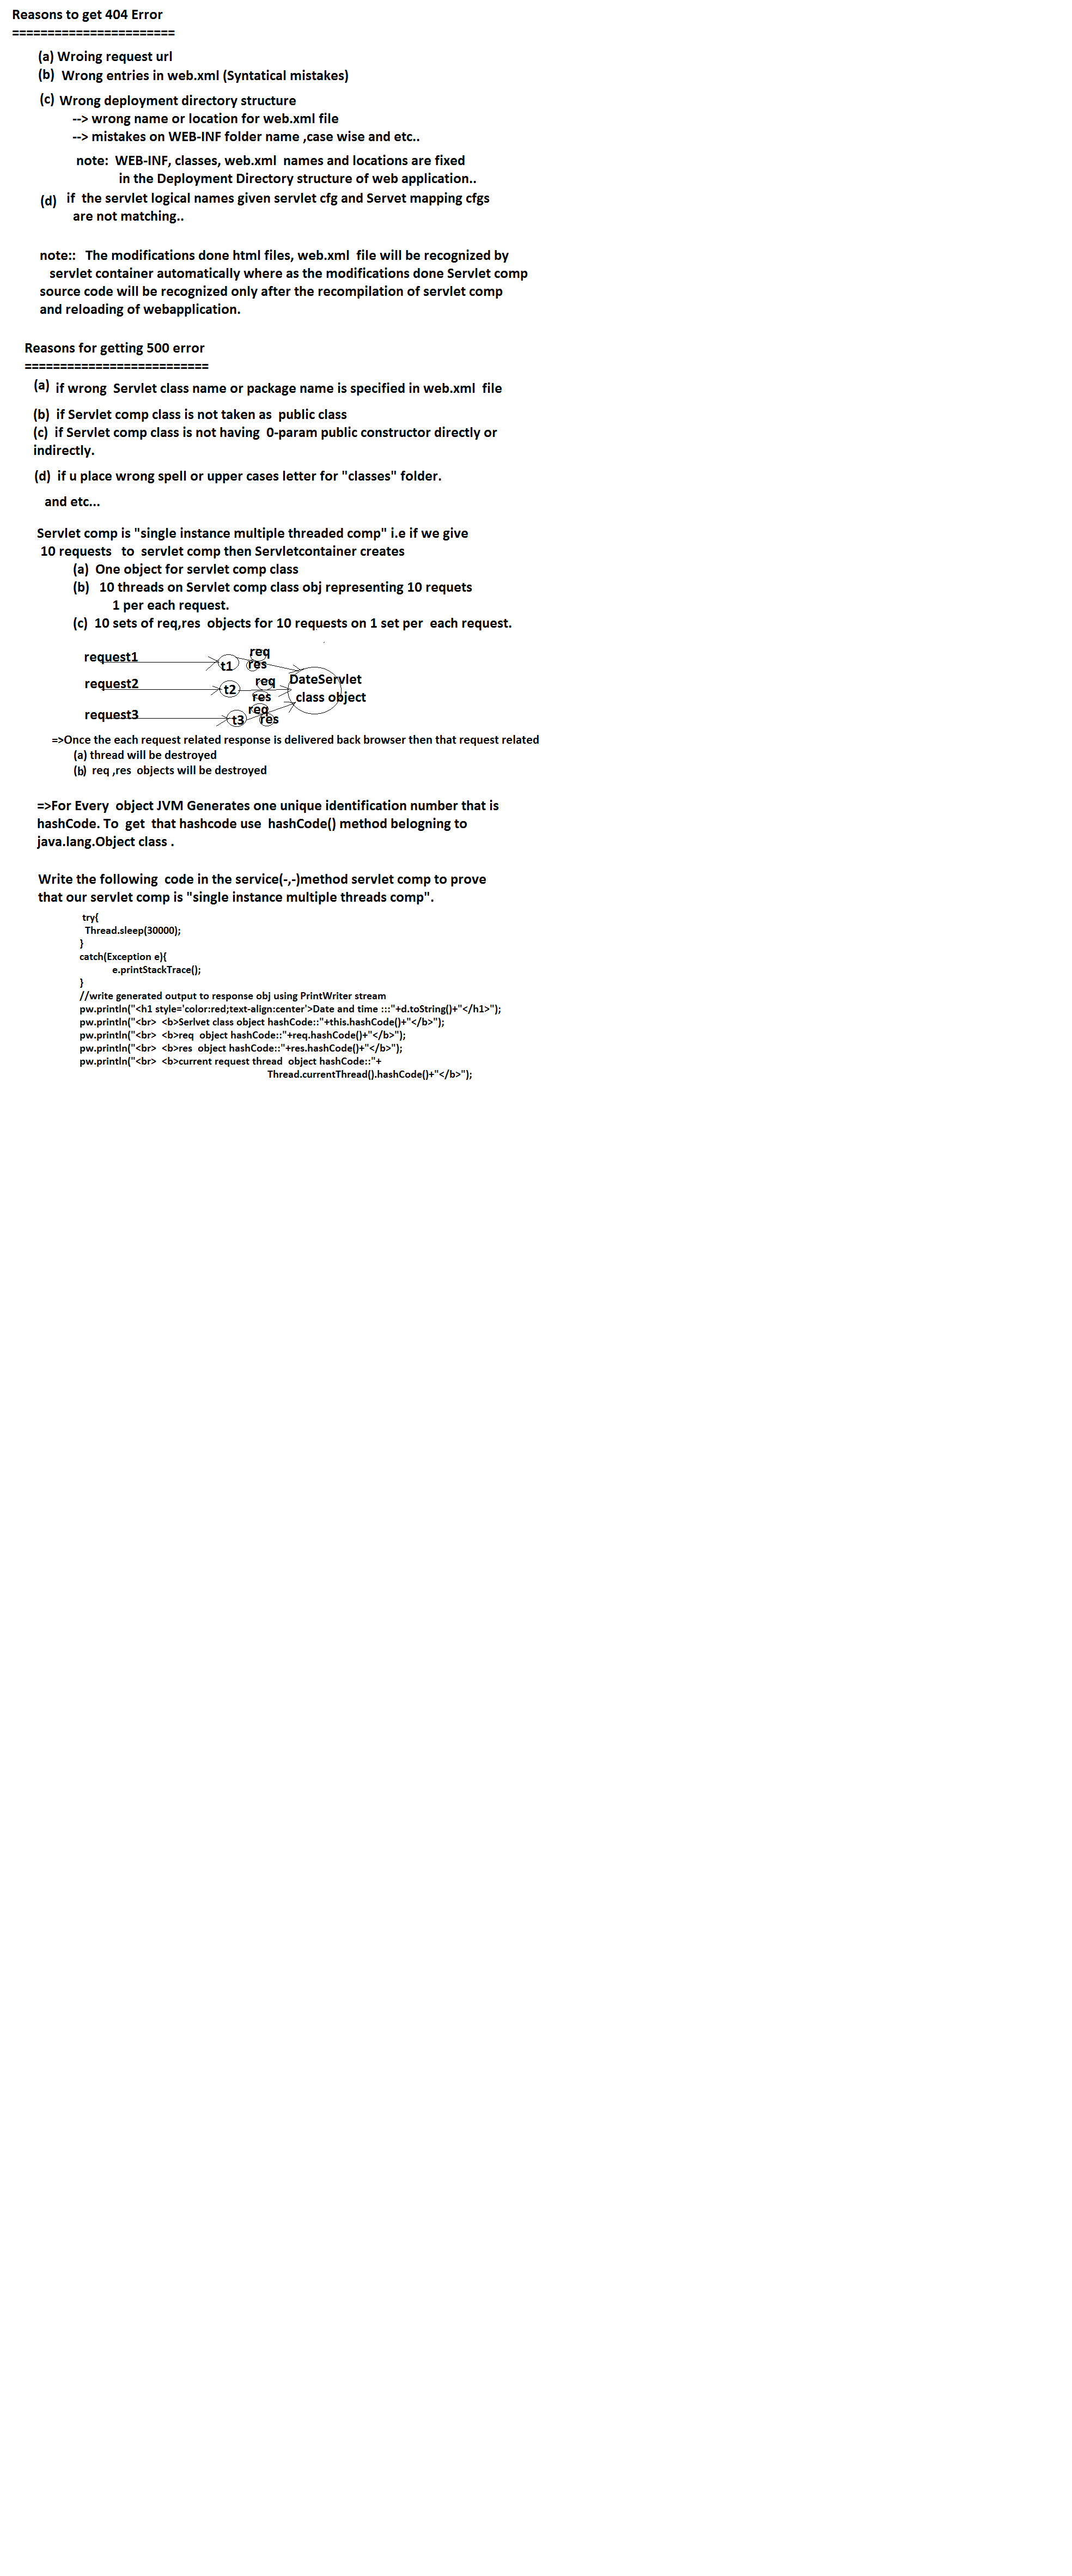 Reasons to get 404 Error
=======================
(a) Wroing request url
(b) Wrong entries in web.xml (Syntatical mistakes)
(c) Wrong deployment directory structure
--> wrong name or location for web.xml file
--> mistakes on WEB-INF folder name ,case wise and etc..
note: WEB-INF, classes, web.xml names and locations are fixed
in the Deployment Directory structure of web application..
(d) if the servlet logical names given servlet cfg and Servet mapping cfgs
are not matching..
note:: The modifications done html files, web.xml file will be recognized by
servlet container automatically where as the modifications done Servlet comp
source code will be recognized only after the recompilation of servlet comp
and reloading of webapplication.
Reasons for getting 500 error
==========================
(a) if wrong Servlet class name or package name is specified in web.xml file
(b) if Servlet comp class is not taken as public class
(c) if Servlet comp class is not having 0-param public constructor directly or
indirectly.
(d) if u place wrong spell or upper cases letter for "classes" folder.
and etc...
Servlet comp is "single instance multiple threaded comp" i.e if we give
10 requests to servlet comp then Servletcontainer creates
(a) One object for servlet comp class
(b) 10 threads on Servlet comp class obj representing 10 requets
1 per each request.
(c) 10 sets of req,res objects for 10 requests on 1 set per each request.
request1 t1 req res
request2 t2 req res
request3 t3 req res
DateServlet
class object
=>Once the each request related response is delivered back browser then that request related
(a) thread will be destroyed
(b) req ,res objects will be destroyed
=>For Every object JVM Generates one unique identification number that is
hashCode. To get that hashcode use hashCode() method belogning to
java.lang.Object class .
Write the following code in the service(-,-)method servlet comp to prove
that our servlet comp is "single instance multiple threads comp".
try{
Thread.sleep(30000);
}
catch(Exception e){
e.printStackTrace();
}
//write generated output to response obj using PrintWriter stream
pw.println("<h1 style='color:red;text-align:center'>Date and time :::"+d.toString()+"</h1>");
pw.println("<br> <b>Serlvet class object hashCode::"+this.hashCode()+"</b>");
pw.println("<br> <b>req object hashCode::"+req.hashCode()+"</b>");
pw.println("<br> <b>res object hashCode::"+res.hashCode()+"</b>");
pw.println("<br> <b>current request thread object hashCode::"+
Thread.currentThread().hashCode()+"</b>");